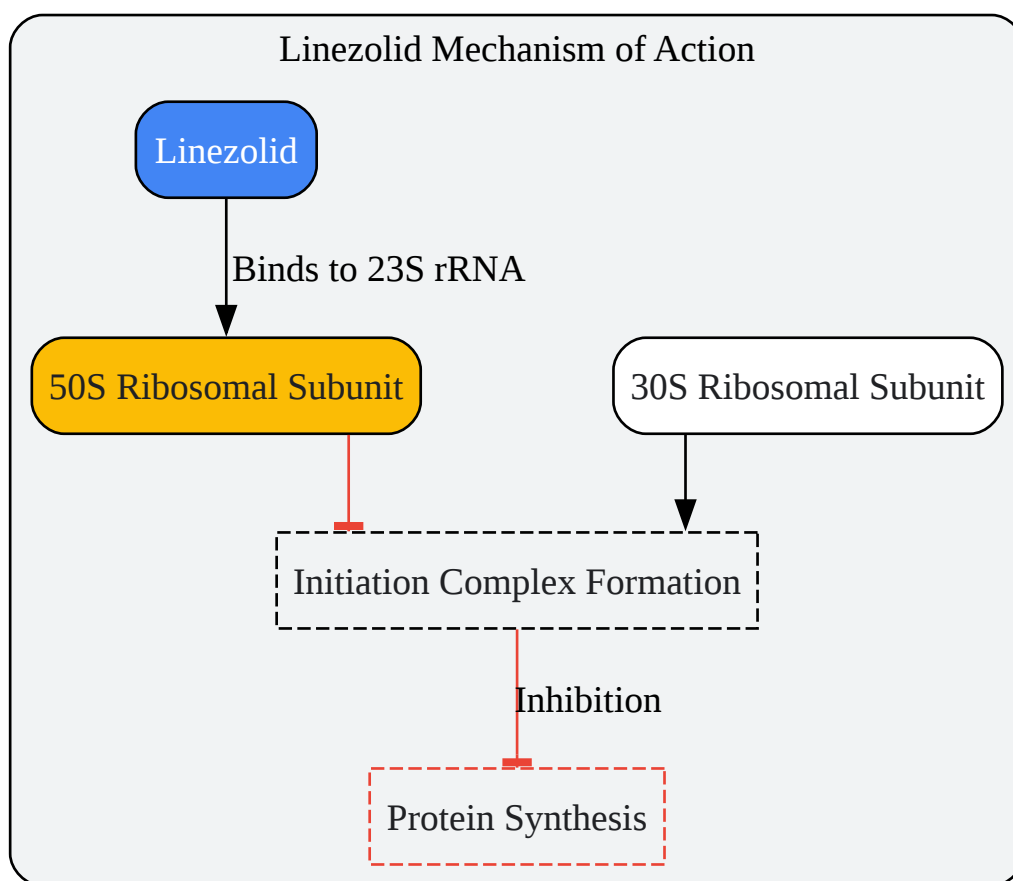 Linezolid Mechanism of Action
Linezolid
Binds to 23S rRNA
50S Ribosomal Subunit
30S Ribosomal Subunit
Initiation Complex Formation
Inhibition
Protein Synthesis